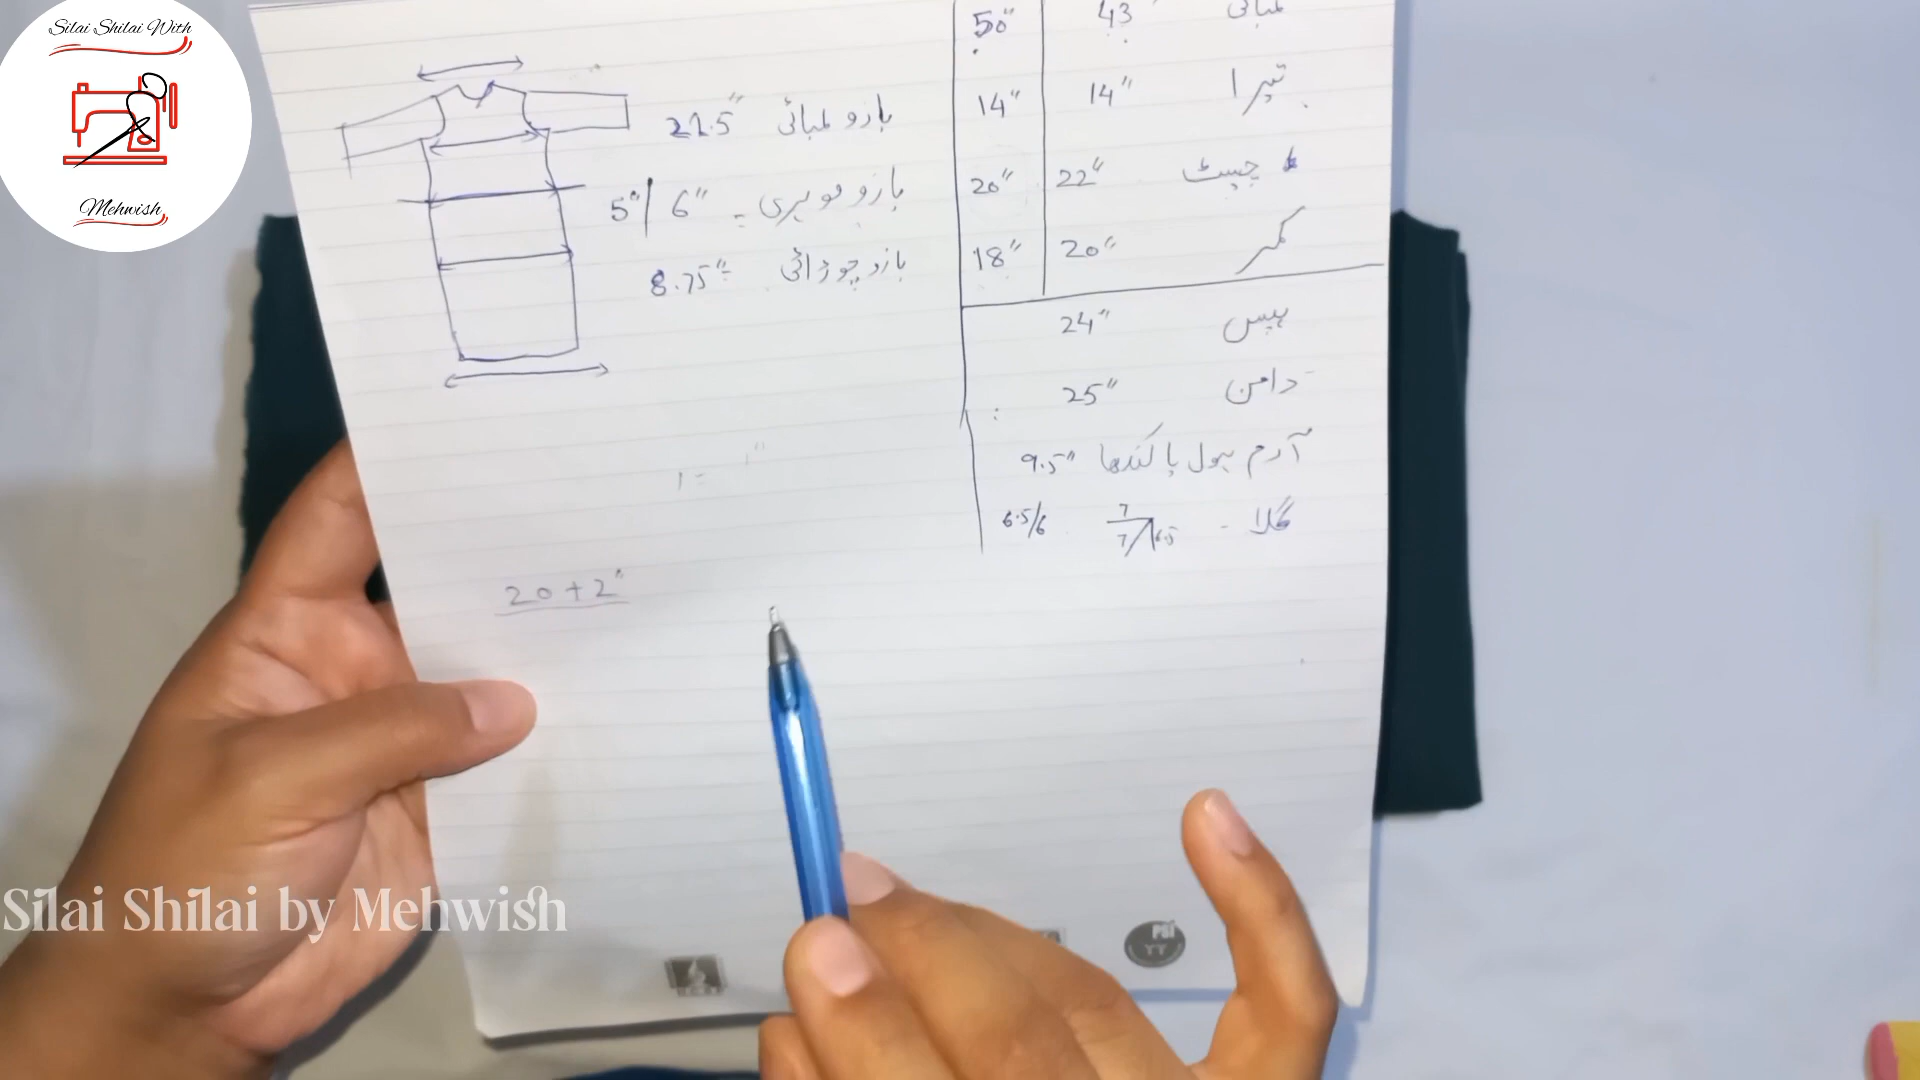 Silai Shilai With
Mehwish
50" 43" لمبائی
14" 14" تیرا
20" 22" چیسٹ
18" 20" کمر
24" ہپس
25" دامن
9.5" آرم ہول یا کندھا
6.5/6 7 7/6.5 گلا -
21.5" بازو لمبائی
5"/ 6" بازو موہری
8.75" بازو چوڑائی
20+2"
Silai Shilai by Mehwish
PSI
YT